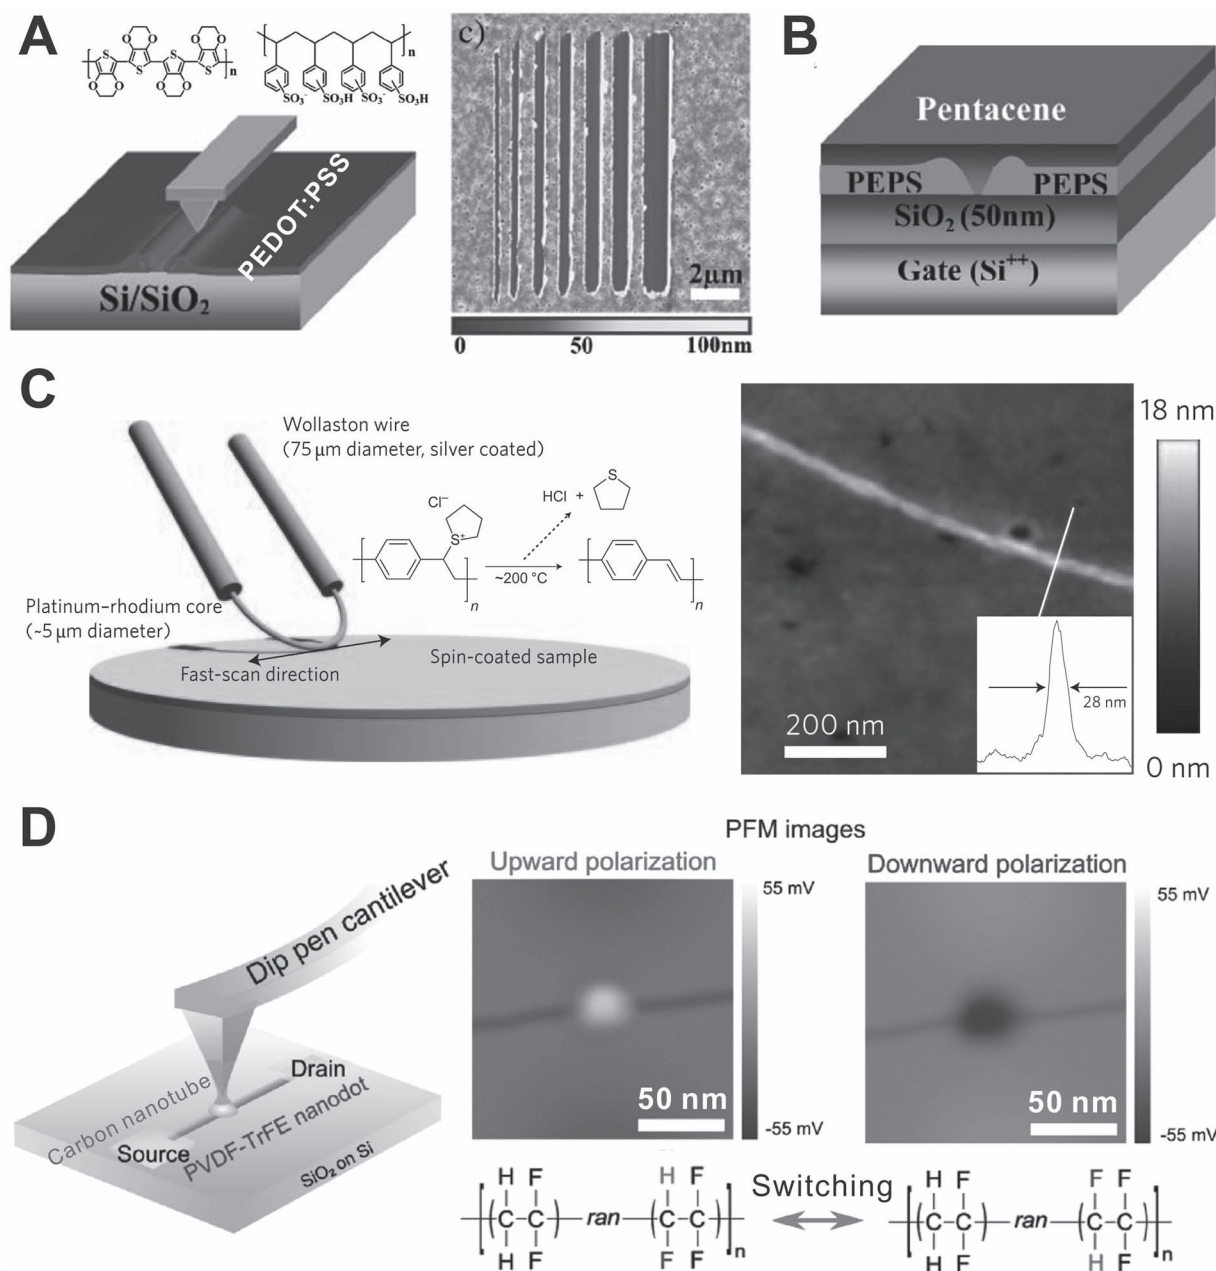 A
S
S
S
S
O
O
O
O
O
O
O
O
[
]
n
[
]
n
SO₃⁻
SO₃H
SO₃⁻
SO₃H
PEDOT:PSS
Si/SiO₂
c)
2μm
0
50
100nm
B
Pentacene
PEPS
PEPS
SiO₂ (50nm)
Gate (Si⁺⁺)
C
Wollaston wire
(75 μm diameter, silver coated)
Cl⁻
S⁺
n
~200 °C
HCl +
S
n
Platinum–rhodium core
(~5 μm diameter)
Fast-scan direction
Spin-coated sample
200 nm
28 nm
18 nm
0 nm
D
Dip pen cantilever
Carbon nanotube
Drain
Source
PVDF-TrFE nanodot
SiO₂ on Si
PFM images
Upward polarization
55 mV
-55 mV
50 nm
Downward polarization
55 mV
-55 mV
50 nm
H F H F
(C–C) ran (C–C) n
H F F F
Switching
H F F F
(C–C) ran (C–C) n
H F H F